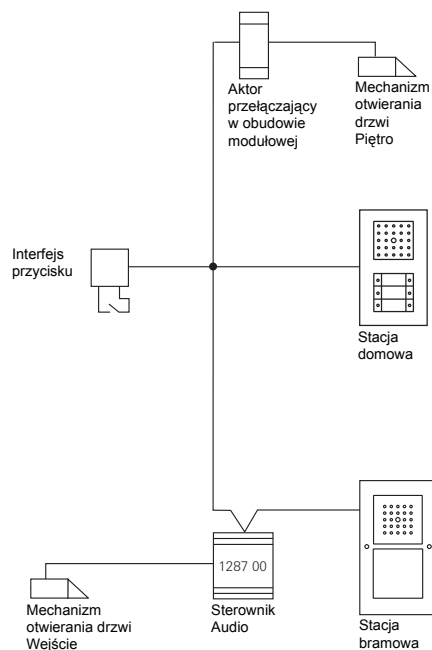 Aktor
przełączający
w obudowie
modułowej
Mechanizm
otwierania
drzwi
Piętro
Interfejs
przycisku
Stacja
domowa
1287 00
Mechanizm
otwierania drzwi
Wejście
Sterownik
Audio
Stacja
bramowa